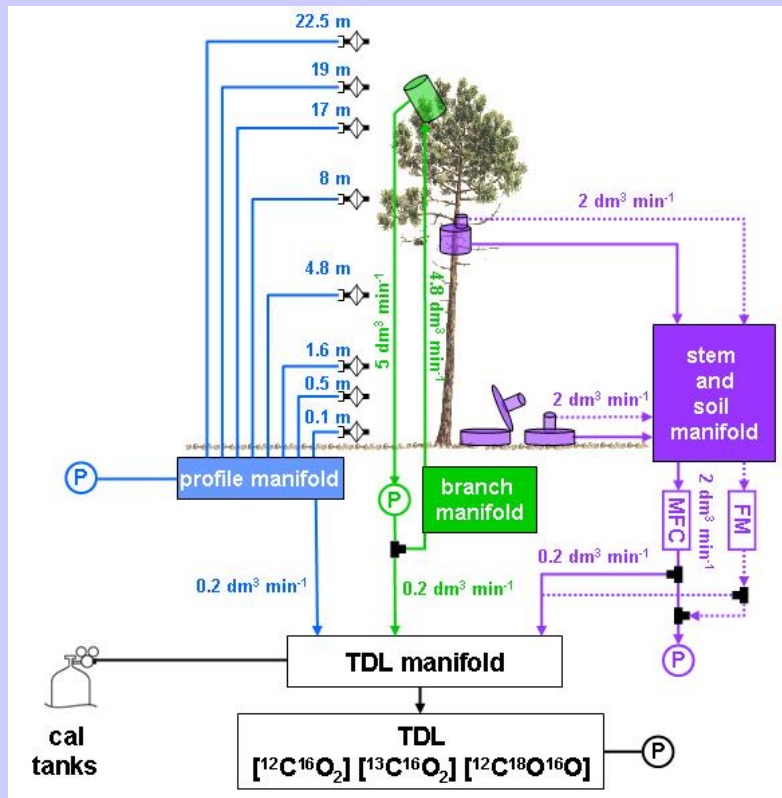 22.5 m
19 m
17 m
8 m
4.8 m
1.6 m
0.5 m
0.1 m
5 dm³ min⁻¹
4.8 dm³ min⁻¹
2 dm³ min⁻¹
2 dm³ min⁻¹
stem
and
soil
manifold
P
profile manifold
P
branch
manifold
MFC
2 dm³ min⁻¹
FM
0.2 dm³ min⁻¹
0.2 dm³ min⁻¹
0.2 dm³ min⁻¹
P
TDL manifold
cal
tanks
TDL
[¹²C¹⁶O₂] [¹³C¹⁶O₂] [¹²C¹⁸O¹⁶O]
P